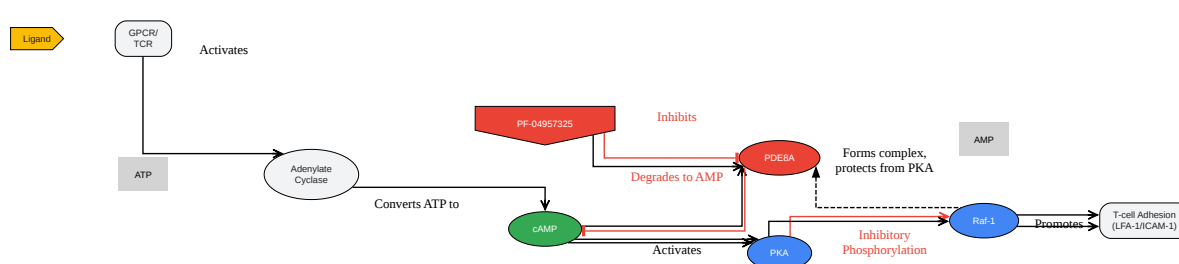 Ligand
GPCR/
TCR
Activates
ATP
Adenylate
Cyclase
Converts ATP to
PF-04957325
Inhibits
PDE8A
Degrades to AMP
cAMP
Activates
PKA
Forms complex,
protects from PKA
Inhibitory
Phosphorylation
AMP
Raf-1
Promotes
T-cell Adhesion
(LFA-1/ICAM-1)